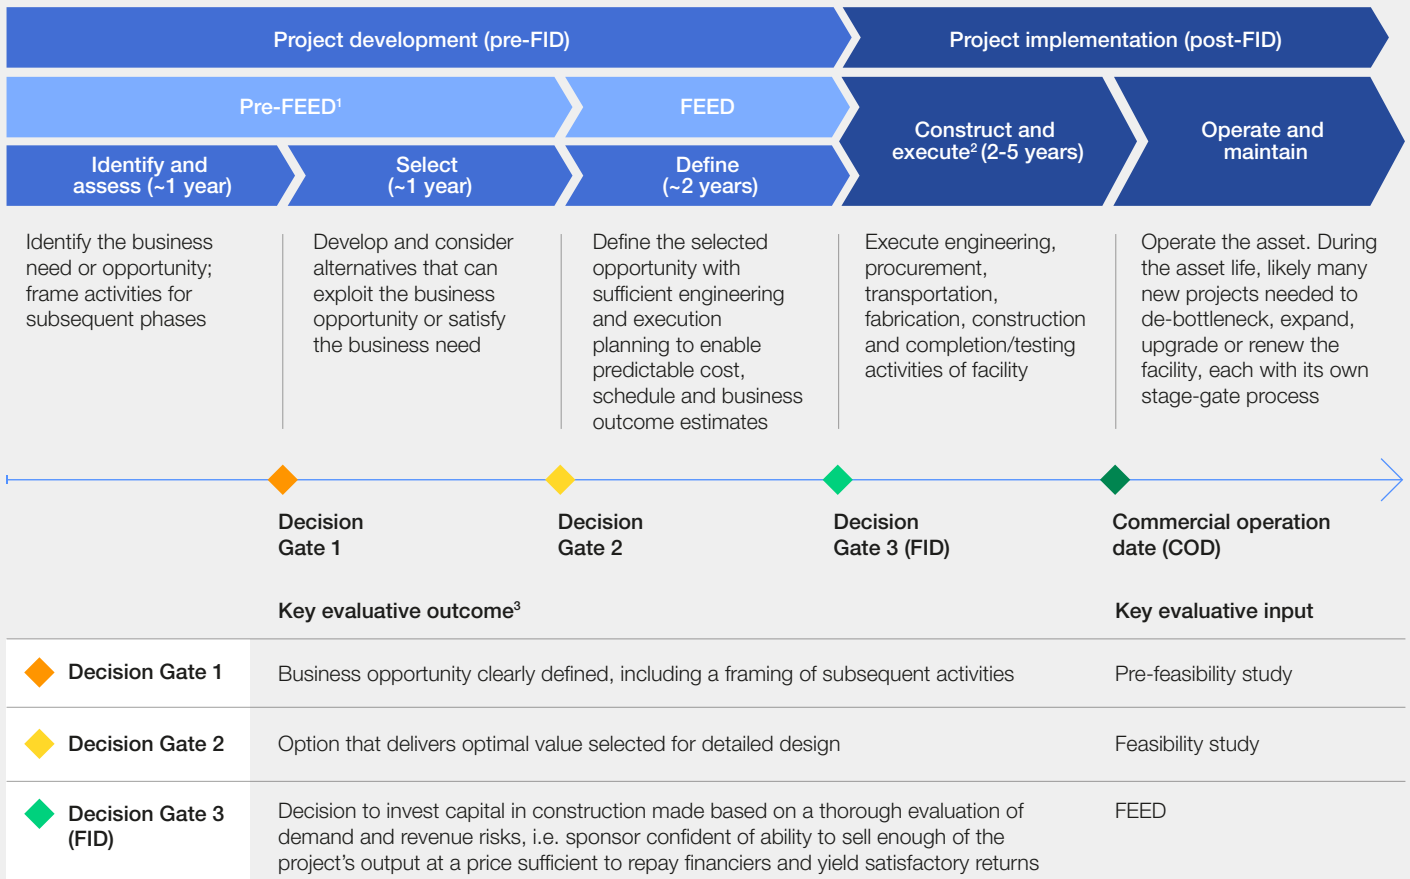 Project development (pre-FID)
Project implementation (post-FID)
Pre-FEED¹
FEED
Construct and
execute² (2-5 years)
Operate and
maintain
Identify and
assess (~1 year)
Select
(~1 year)
Define
(~2 years)
Identify the business
need or opportunity;
frame activities for
subsequent phases
Develop and consider
alternatives that can
exploit the business
opportunity or satisfy
the business need
Define the selected
opportunity with
sufficient engineering
and execution
planning to enable
predictable cost,
schedule and business
outcome estimates
Execute engineering,
procurement,
transportation,
fabrication, construction
and completion/testing
activities of facility
Operate the asset. During
the asset life, likely many
new projects needed to
de-bottleneck, expand,
upgrade or renew the
facility, each with its own
stage-gate process
Decision
Gate 1
Decision
Gate 2
Decision
Gate 3 (FID)
Commercial operation
date (COD)
Key evaluative outcome³
Key evaluative input
Decision Gate 1
Business opportunity clearly defined, including a framing of subsequent activities
Pre-feasibility study
Decision Gate 2
Option that delivers optimal value selected for detailed design
Feasibility study
Decision Gate 3
(FID)
Decision to invest capital in construction made based on a thorough evaluation of
demand and revenue risks, i.e. sponsor confident of ability to sell enough of the
project's output at a price sufficient to repay financiers and yield satisfactory returns
FEED